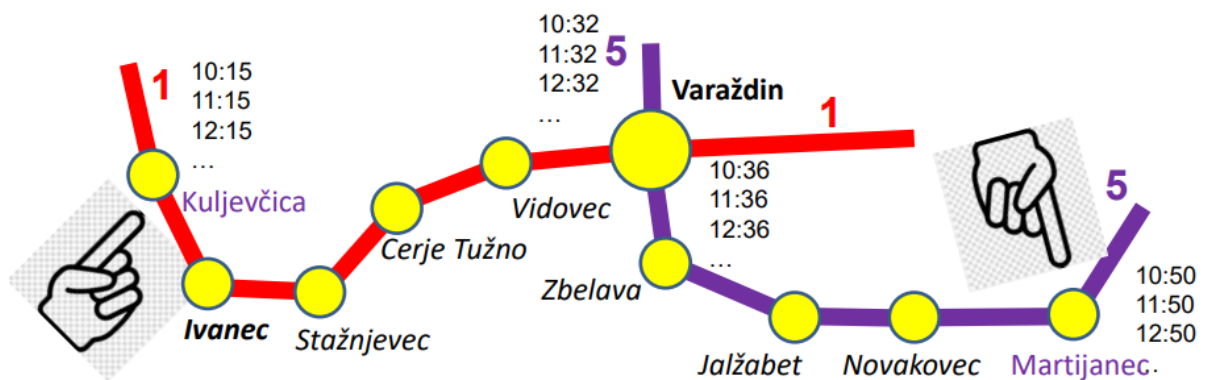 10:32
11:32
12:32
...
5
1
10:15
11:15
12:15
...
Varaždin
1
Kuljevčica
Vidovec
10:36
11:36
12:36
...
5
Cerje Tužno
Zbelava
10:50
11:50
12:50
Ivanec
Stažnjevec
Jalžabet
Novakovec
Martijanec..